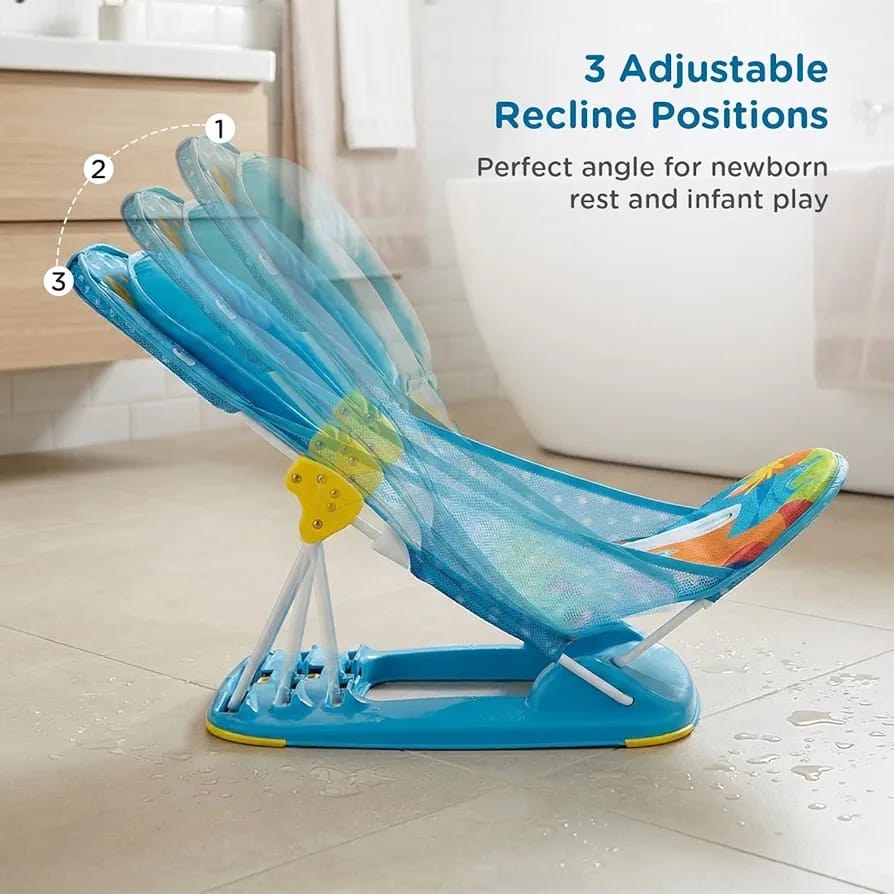 3 Adjustable
Recline Positions
Perfect angle for newborn
rest and infant play
1
2
3